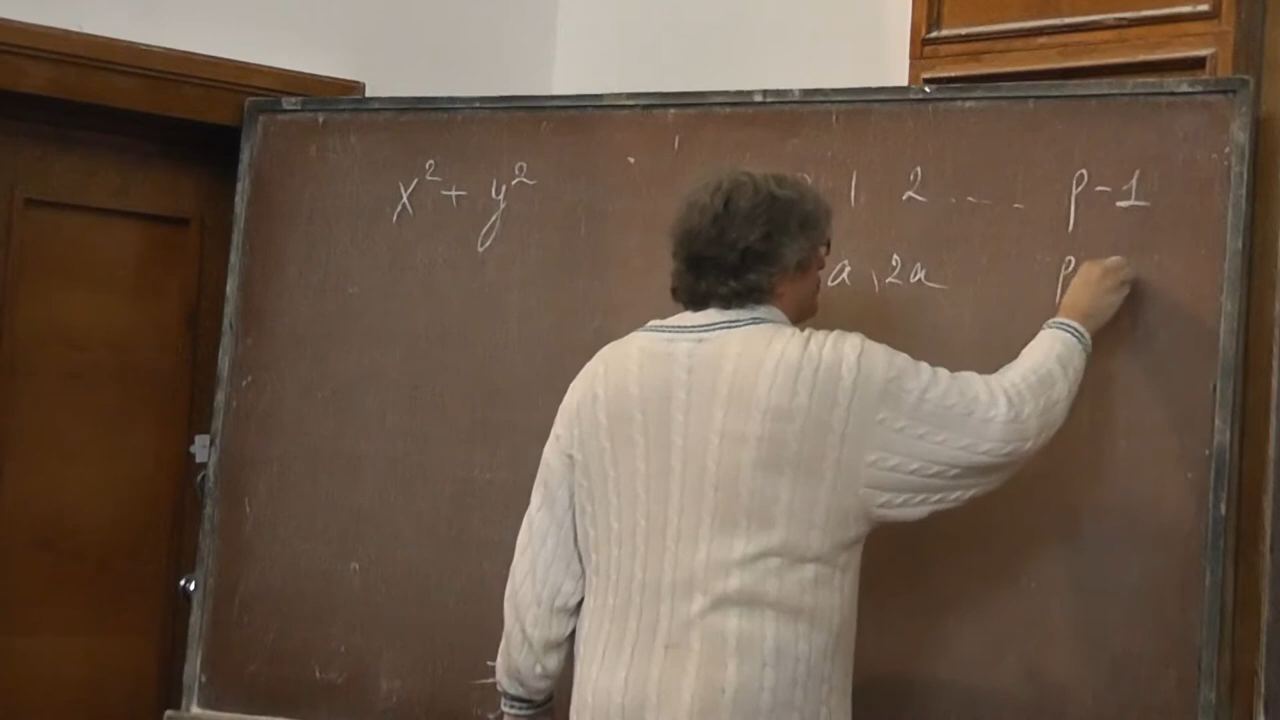 x² + y²
1 2 .... p-1
a, 2a p